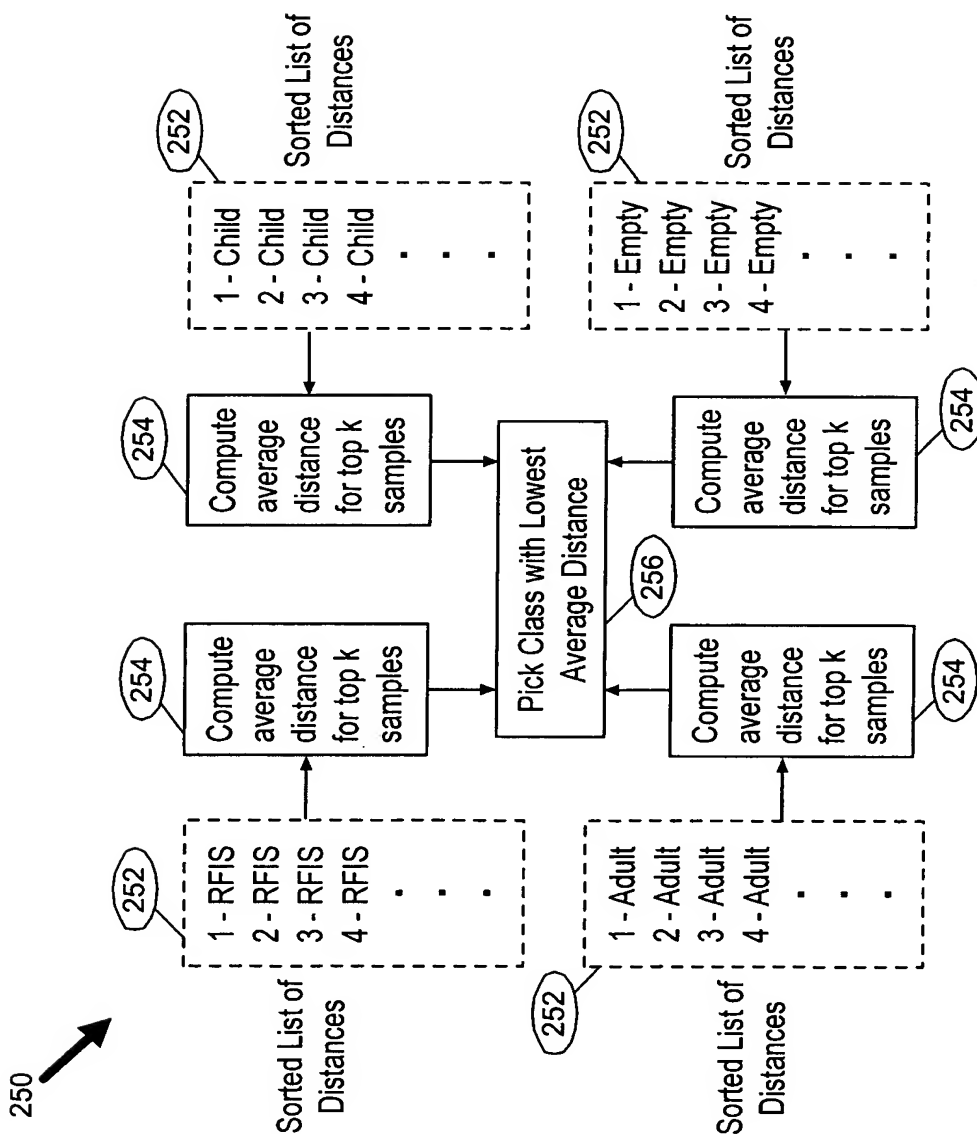 250
252
Sorted List of
Distances
1 - RFIS
2 - RFIS
3 - RFIS
4 - RFIS
.
.
.
254
Compute
average
distance
for top k
samples
254
Compute
average
distance
for top k
samples
252
1 - Child
2 - Child
3 - Child
4 - Child
.
.
.
Sorted List of
Distances
Pick Class with Lowest
Average Distance
256
252
Sorted List of
Distances
1 - Adult
2 - Adult
3 - Adult
4 - Adult
.
.
.
Compute
average
distance
for top k
samples
254
Compute
average
distance
for top k
samples
254
252
1 - Empty
2 - Empty
3 - Empty
4 - Empty
.
.
.
Sorted List of
Distances